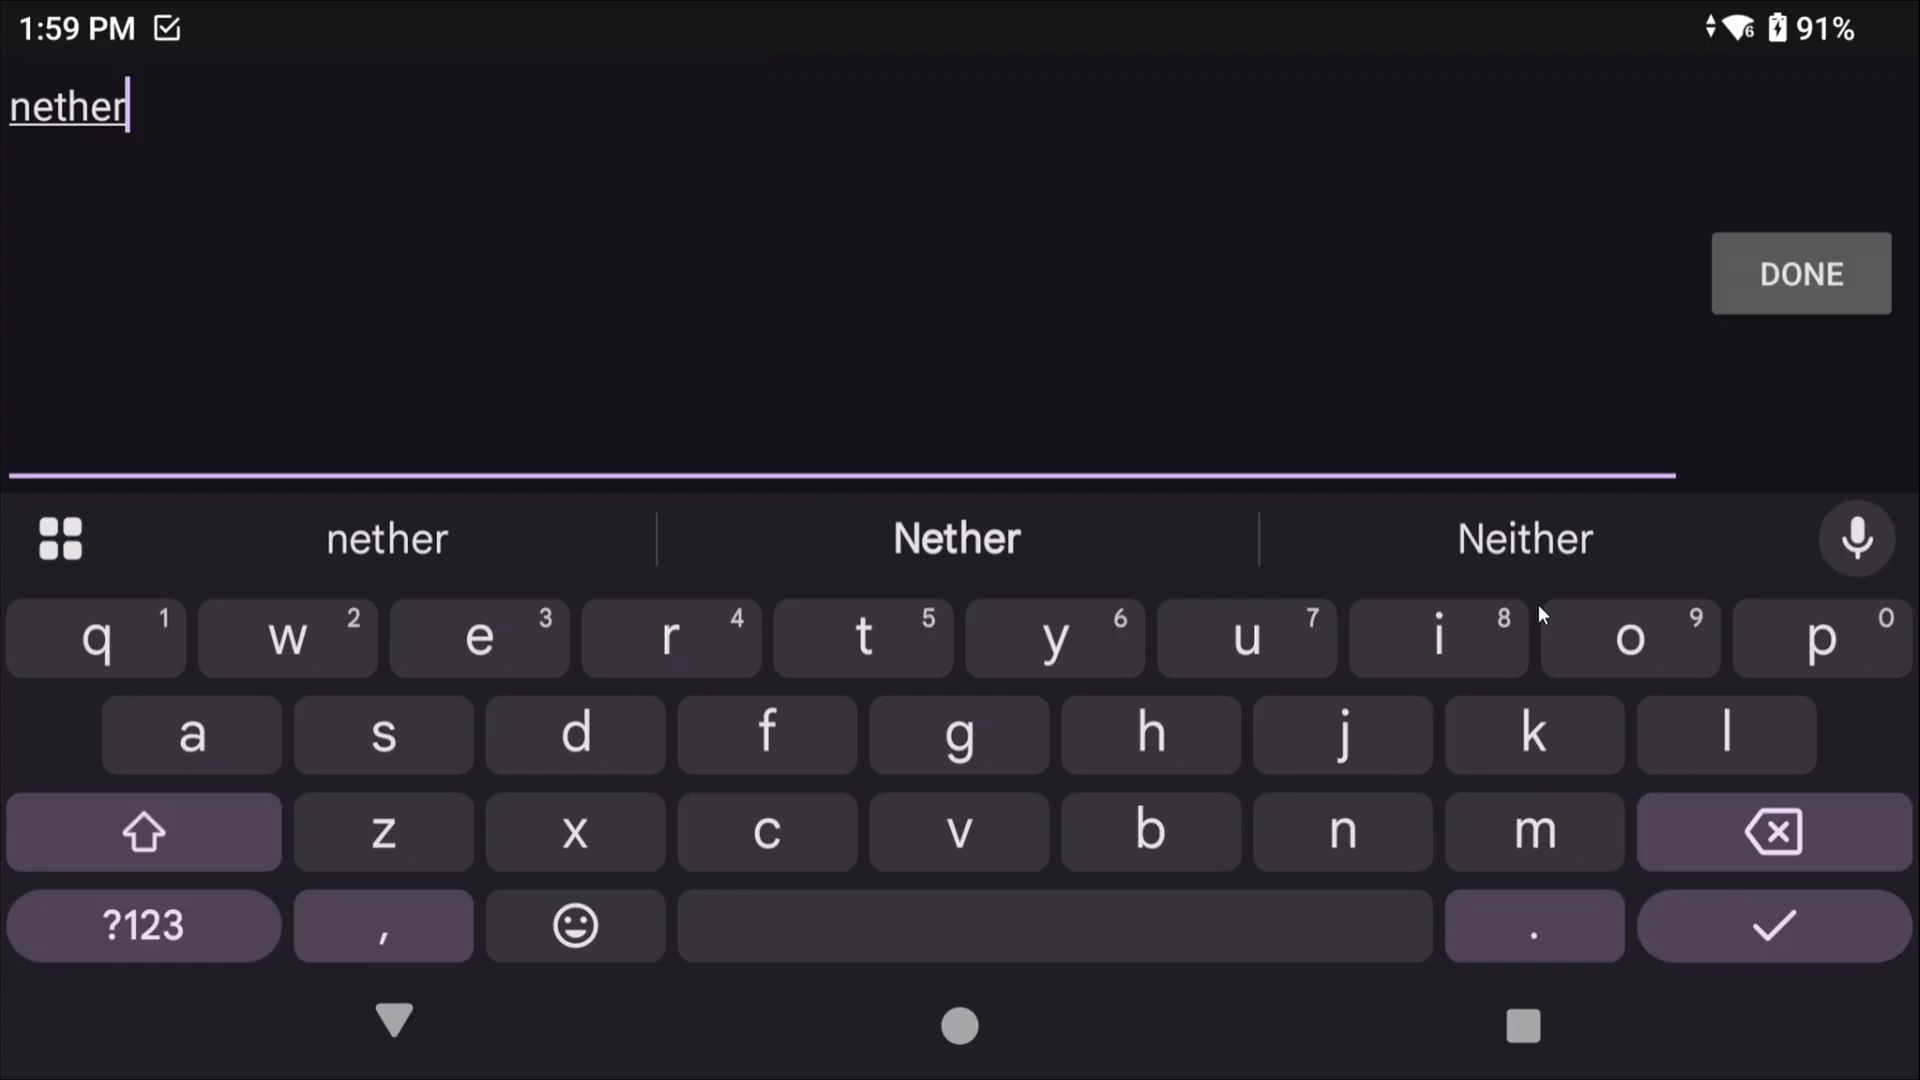 1:59 PM 6 91%
nether
DONE
nether Nether Neither
q 1 w 2 e 3 r 4 t 5 y 6 u 7 i 8 o 9 p 0
a s d f g h j k l
z x c v b n m
?123 , .